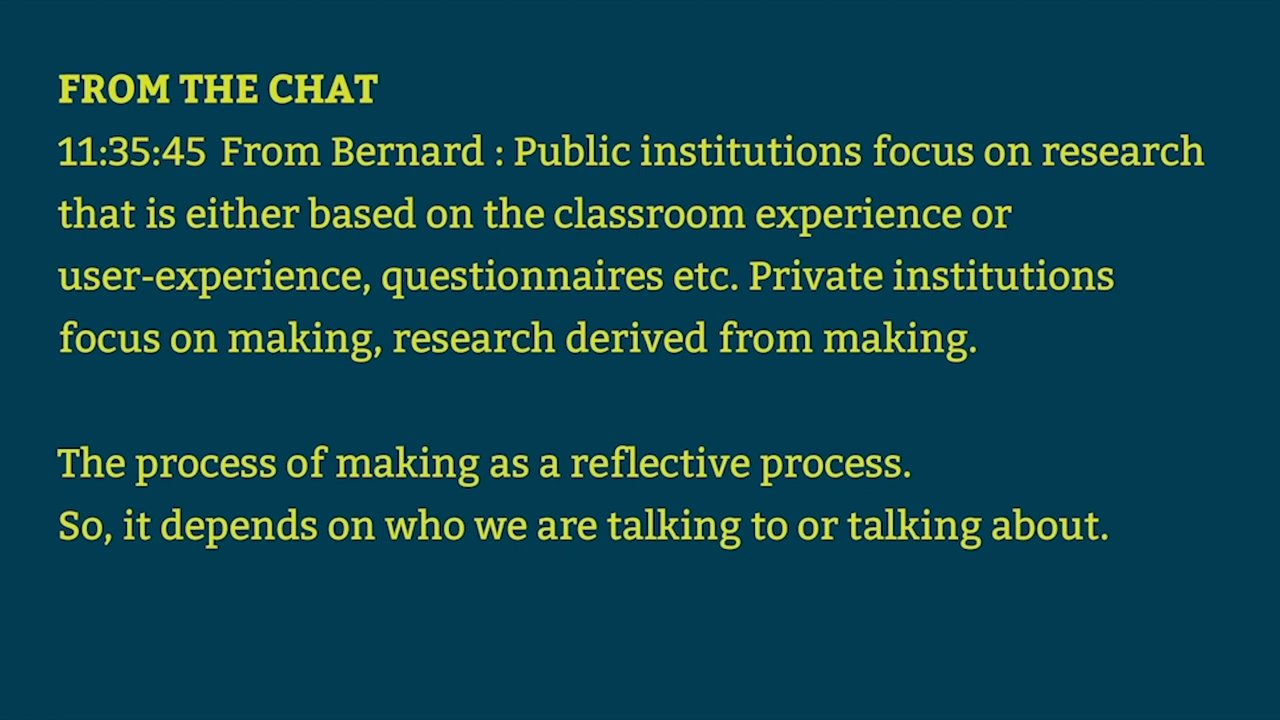 FROM THE CHAT
11:35:45 From Bernard : Public institutions focus on research
that is either based on the classroom experience or
user-experience, questionnaires etc. Private institutions
focus on making, research derived from making.
The process of making as a reflective process.
So, it depends on who we are talking to or talking about.